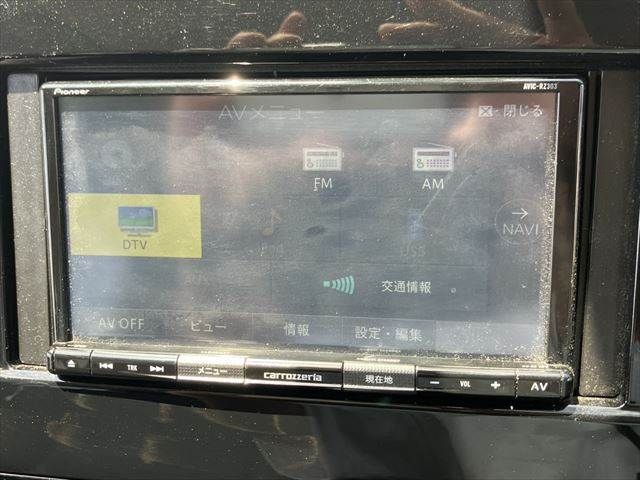 Pioneer
AVIC-RZ303
AVメニュー
閉じる
FM
AM
DTV
USB
NAVI
交通情報
AV OFF
ビュー
情報
設定・編集
TRK
メニュー
carrozzeria
現在地
− VOL +
AV